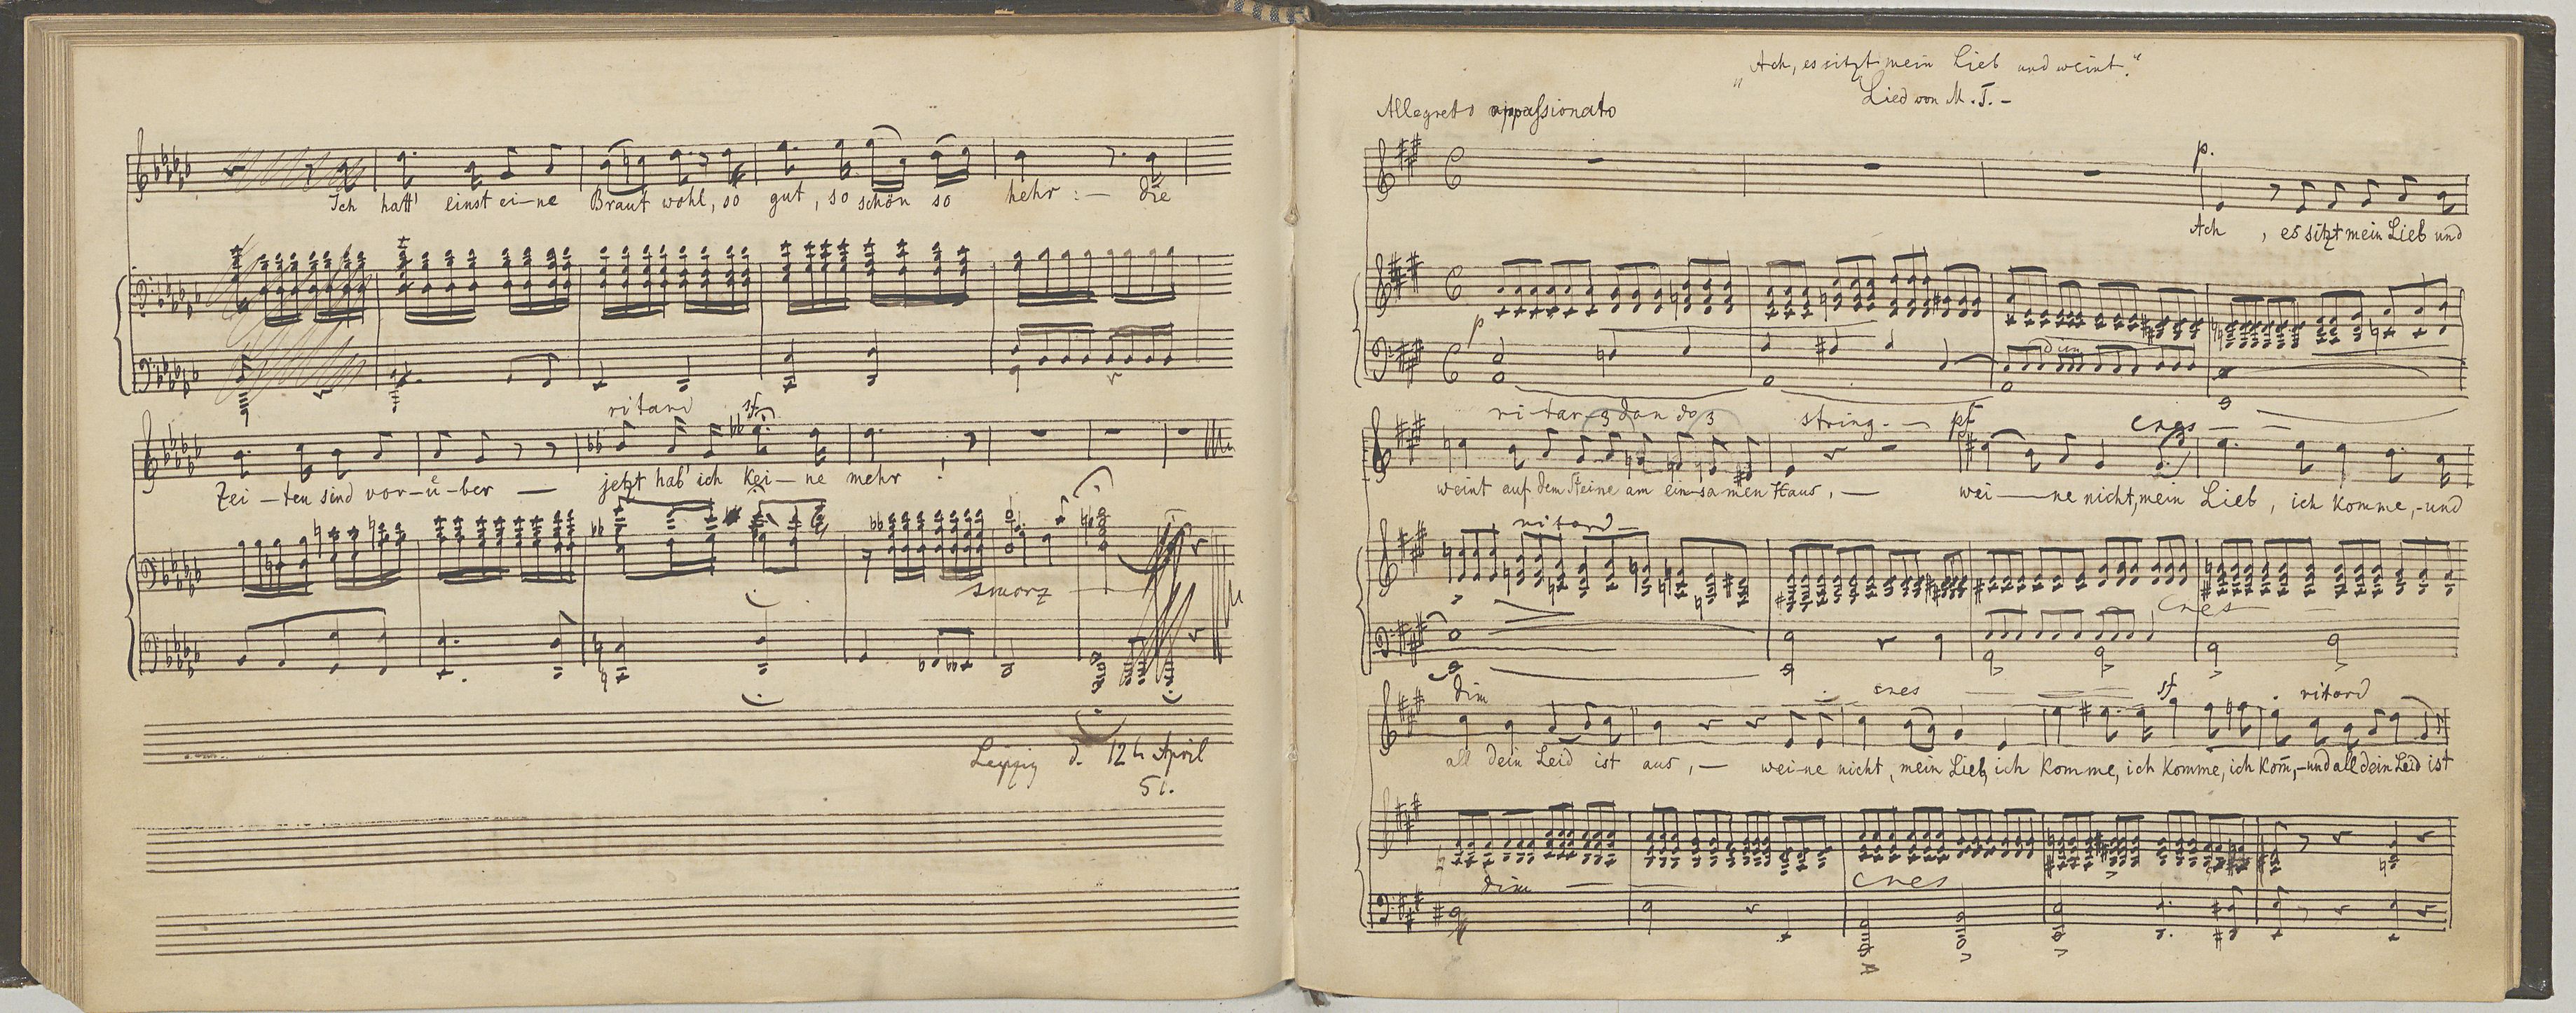 Ich hatt' einst ei-ne Braut wohl, so gut, so schön so hehr :- die
ritard sf
Zei-ten sind vor-ü-ber — jetzt hab' ich kei-ne mehr!
smorz
Leipzig d. 12 April
51.
„Ach, es sitzt mein Lieb und weint."
Lied von M. T. -
Allegretto appassionato
p.
Ach, es sitzt mein Lieb und
p
dim
ri-tar-3 dan do 3 string. - pf cres - -
weint auf dem Steine am ein-samen Haus, — wei-ne nicht, mein Lieb, ich komme, - und
ritard -
cres
dim cres sf ritard
all dein Leid ist aus, - wei-ne nicht, mein Lieb, ich komme, ich komme, ich kom̄, - und all dein Leid ist
dim cres